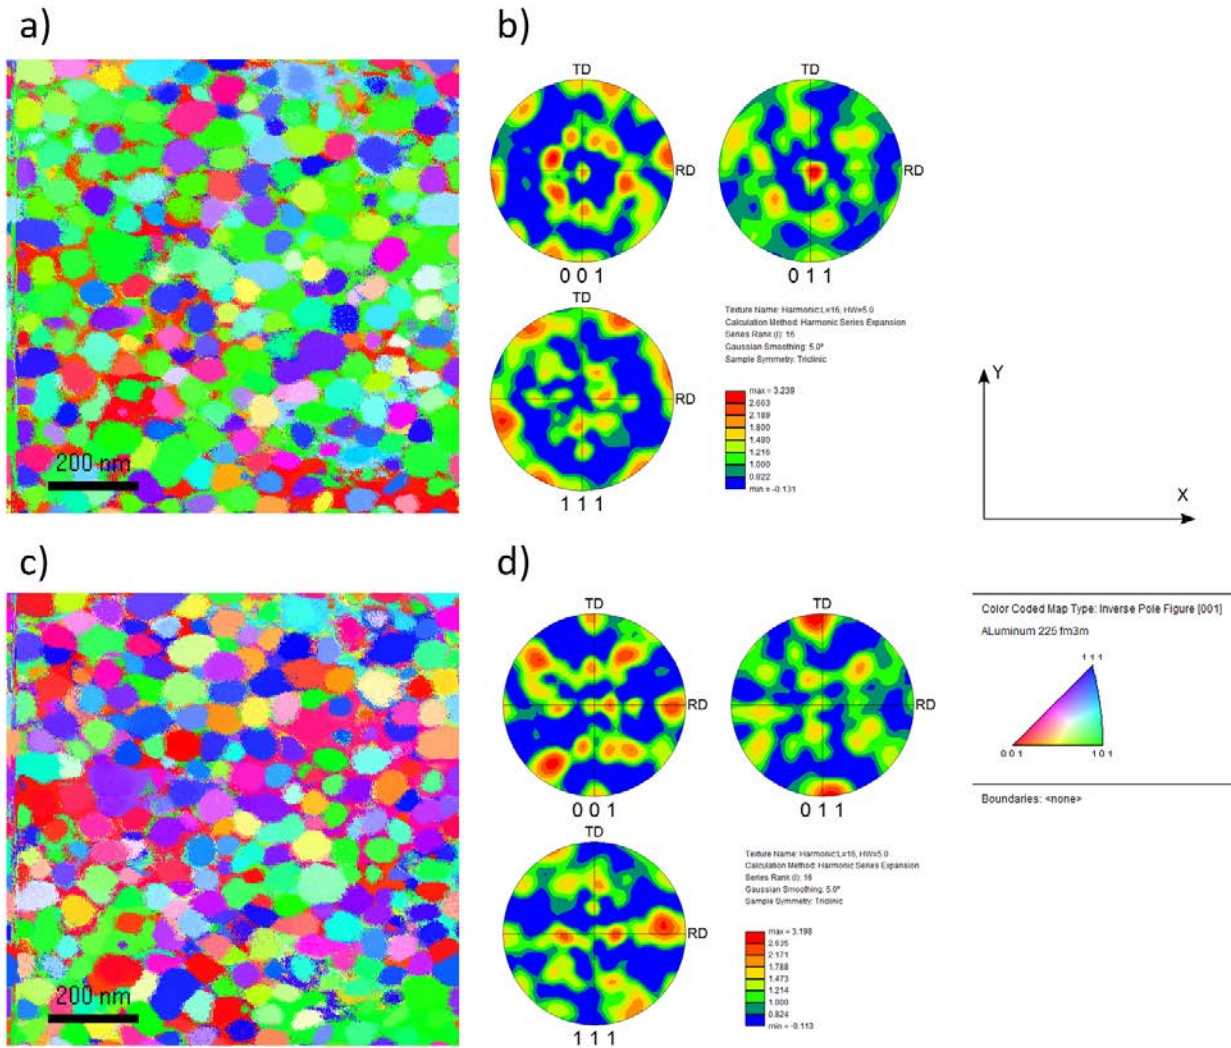 a)
b)
TD
RD
0 0 1
TD
RD
0 1 1
TD
RD
1 1 1
Texture Name: Harmonic:L=16, HW=5.0
Calculation Method: Harmonic Series Expansion
Series Rank (l): 16
Gaussian Smoothing: 5.0°
Sample Symmetry: Triclinic
max = 3.239
2.663
2.189
1.800
1.480
1.216
1.000
0.822
min = -0.131
200 nm
Y
X
c)
d)
TD
RD
0 0 1
TD
RD
0 1 1
TD
RD
1 1 1
Texture Name: Harmonic:L=16, HW=5.0
Calculation Method: Harmonic Series Expansion
Series Rank (l): 16
Gaussian Smoothing: 5.0°
Sample Symmetry: Triclinic
max = 3.198
2.635
2.171
1.788
1.473
1.214
1.000
0.824
min = -0.113
200 nm
Color Coded Map Type: Inverse Pole Figure [001]
ALuminum 225 fm3m
1 1 1
0 0 1
1 0 1
Boundaries: <none>